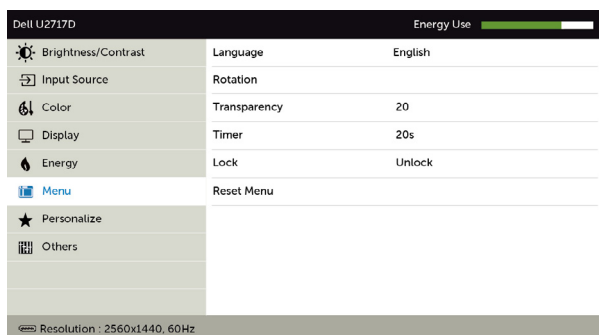 Dell U2717D Energy Use
Brightness/Contrast Language English
Input Source Rotation
Color Transparency 20
Display Timer 20s
Energy Lock Unlock
Menu Reset Menu
Personalize
Others
Resolution : 2560x1440, 60Hz